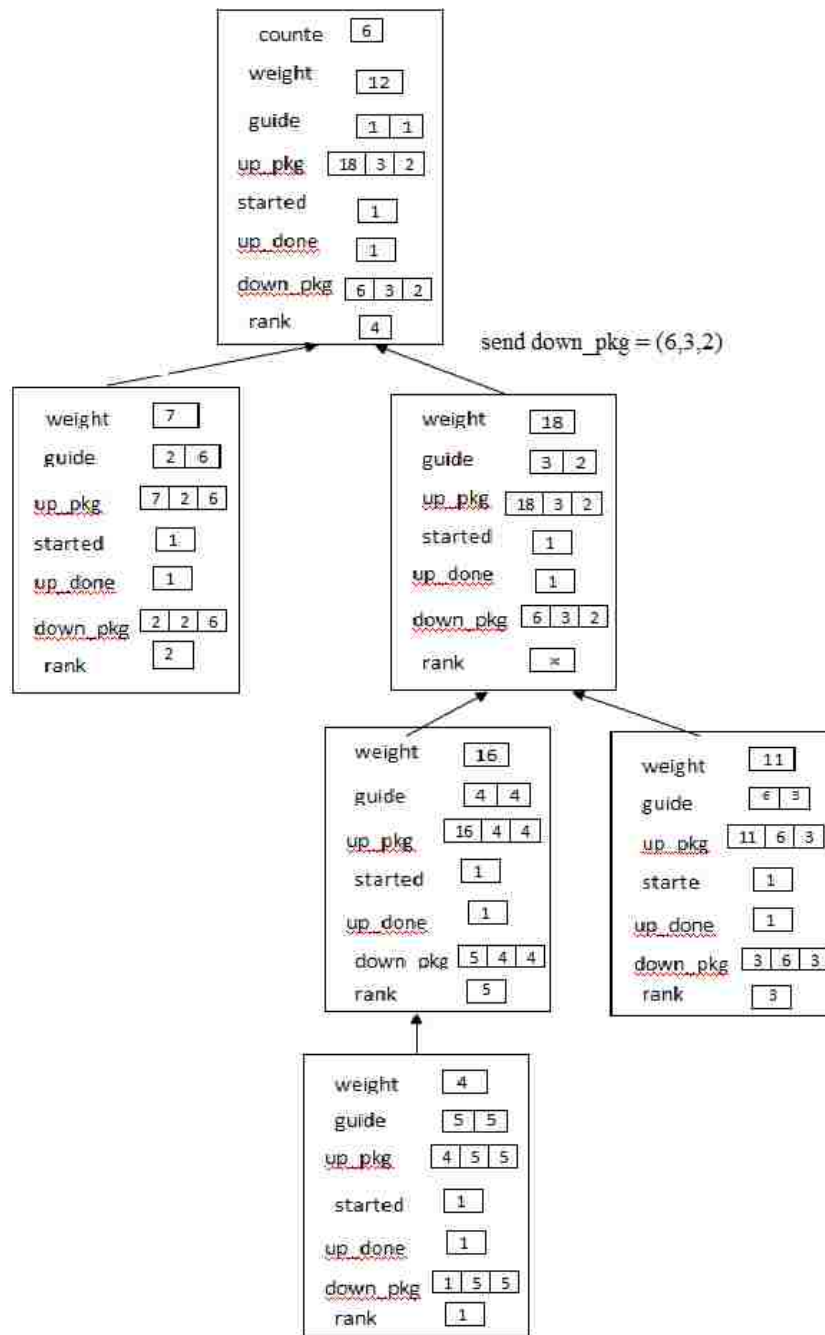 counte 6
weight 12
guide 1 1
up_pkg 18 3 2
started 1
up_done 1
down_pkg 6 3 2
rank 4
send down_pkg = (6,3,2)
weight 7
guide 2 6
up_pkg 7 2 6
started 1
up_done 1
down_pkg 2 2 6
rank 2
weight 18
guide 3 2
up_pkg 18 3 2
started 1
up_done 1
down_pkg 6 3 2
rank
weight 16
guide 4 4
up_pkg 16 4 4
started 1
up_done 1
down_pkg 5 4 4
rank 5
weight 11
guide 6 3
up_pkg 11 6 3
starte 1
up_done 1
down_pkg 3 6 3
rank 3
weight 4
guide 5 5
up_pkg 4 5 5
started 1
up_done 1
down_pkg 1 5 5
rank 1